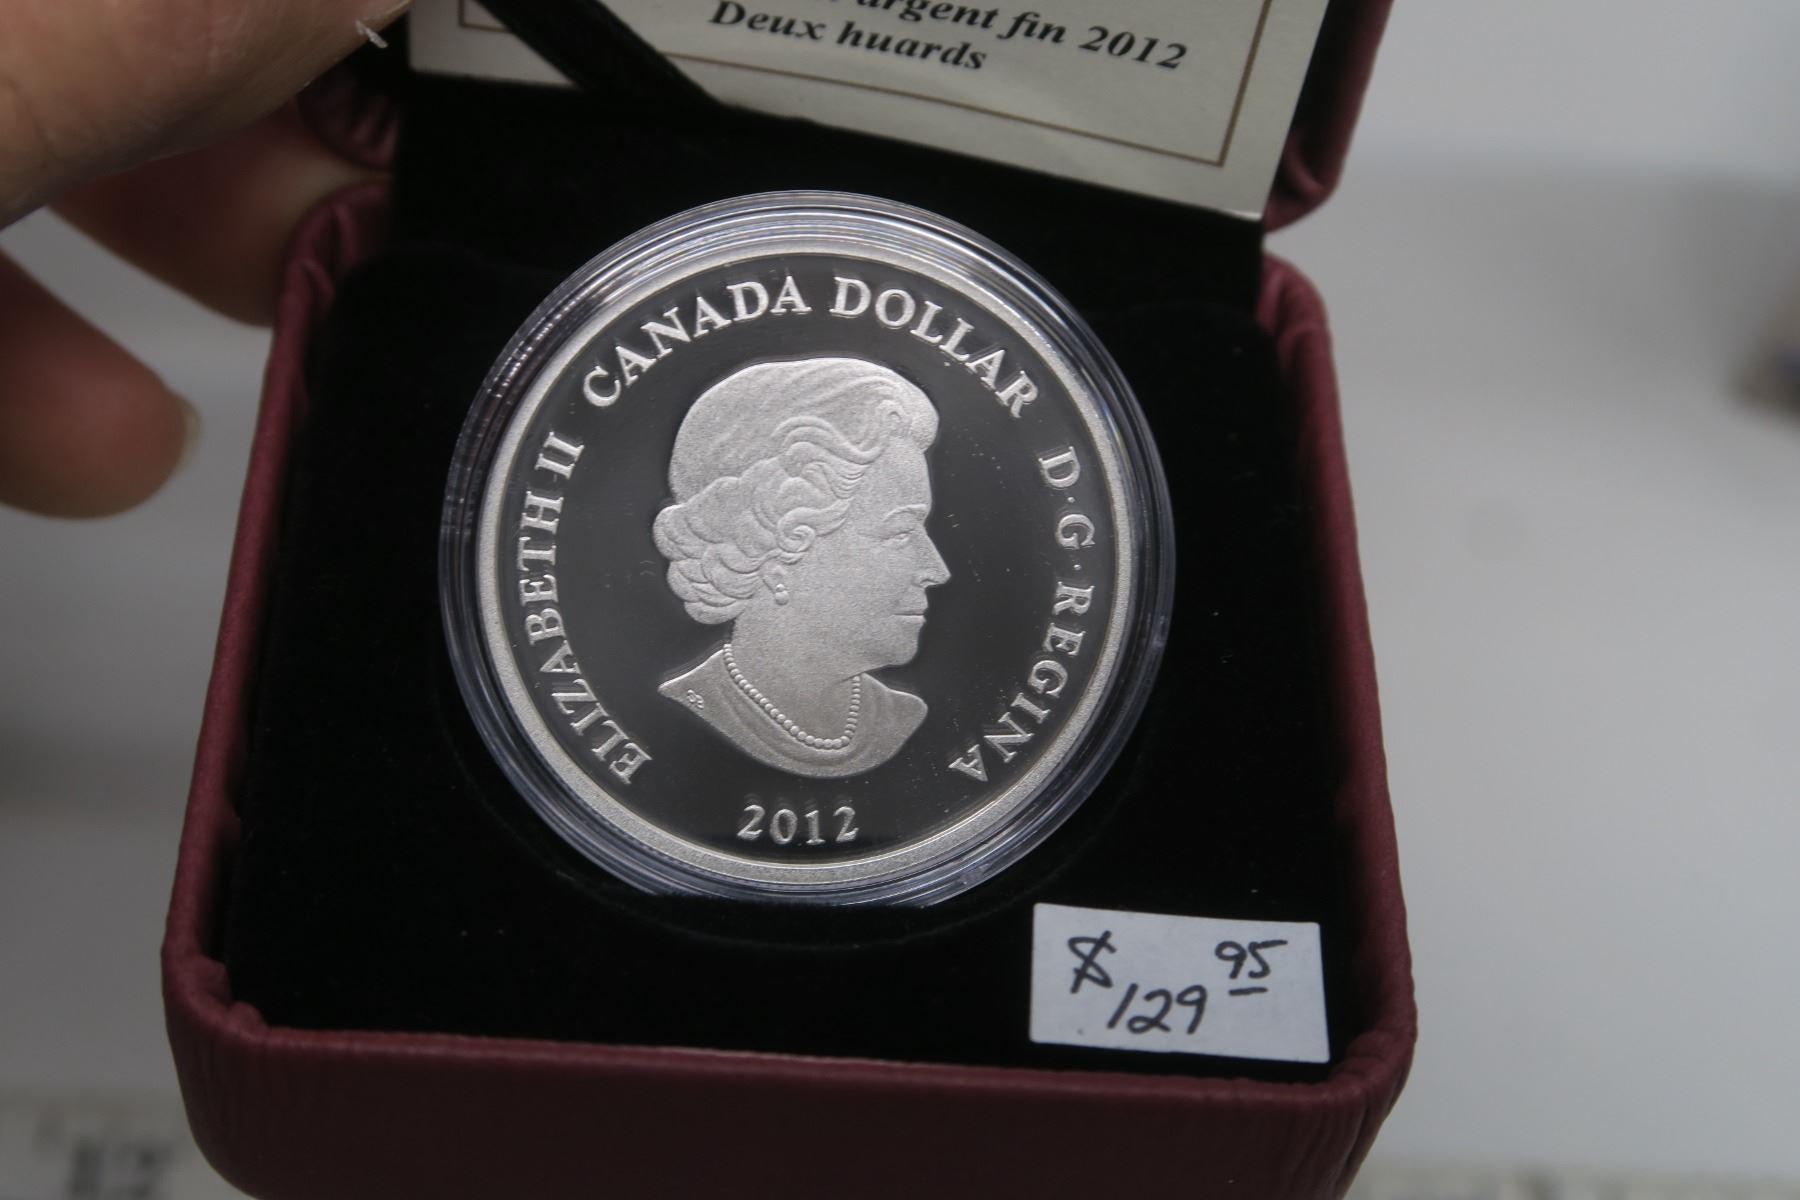 argent fin 2012
Deux huards
ELIZABETH II CANADA DOLLAR D·G·REGINA
2012
$129 95